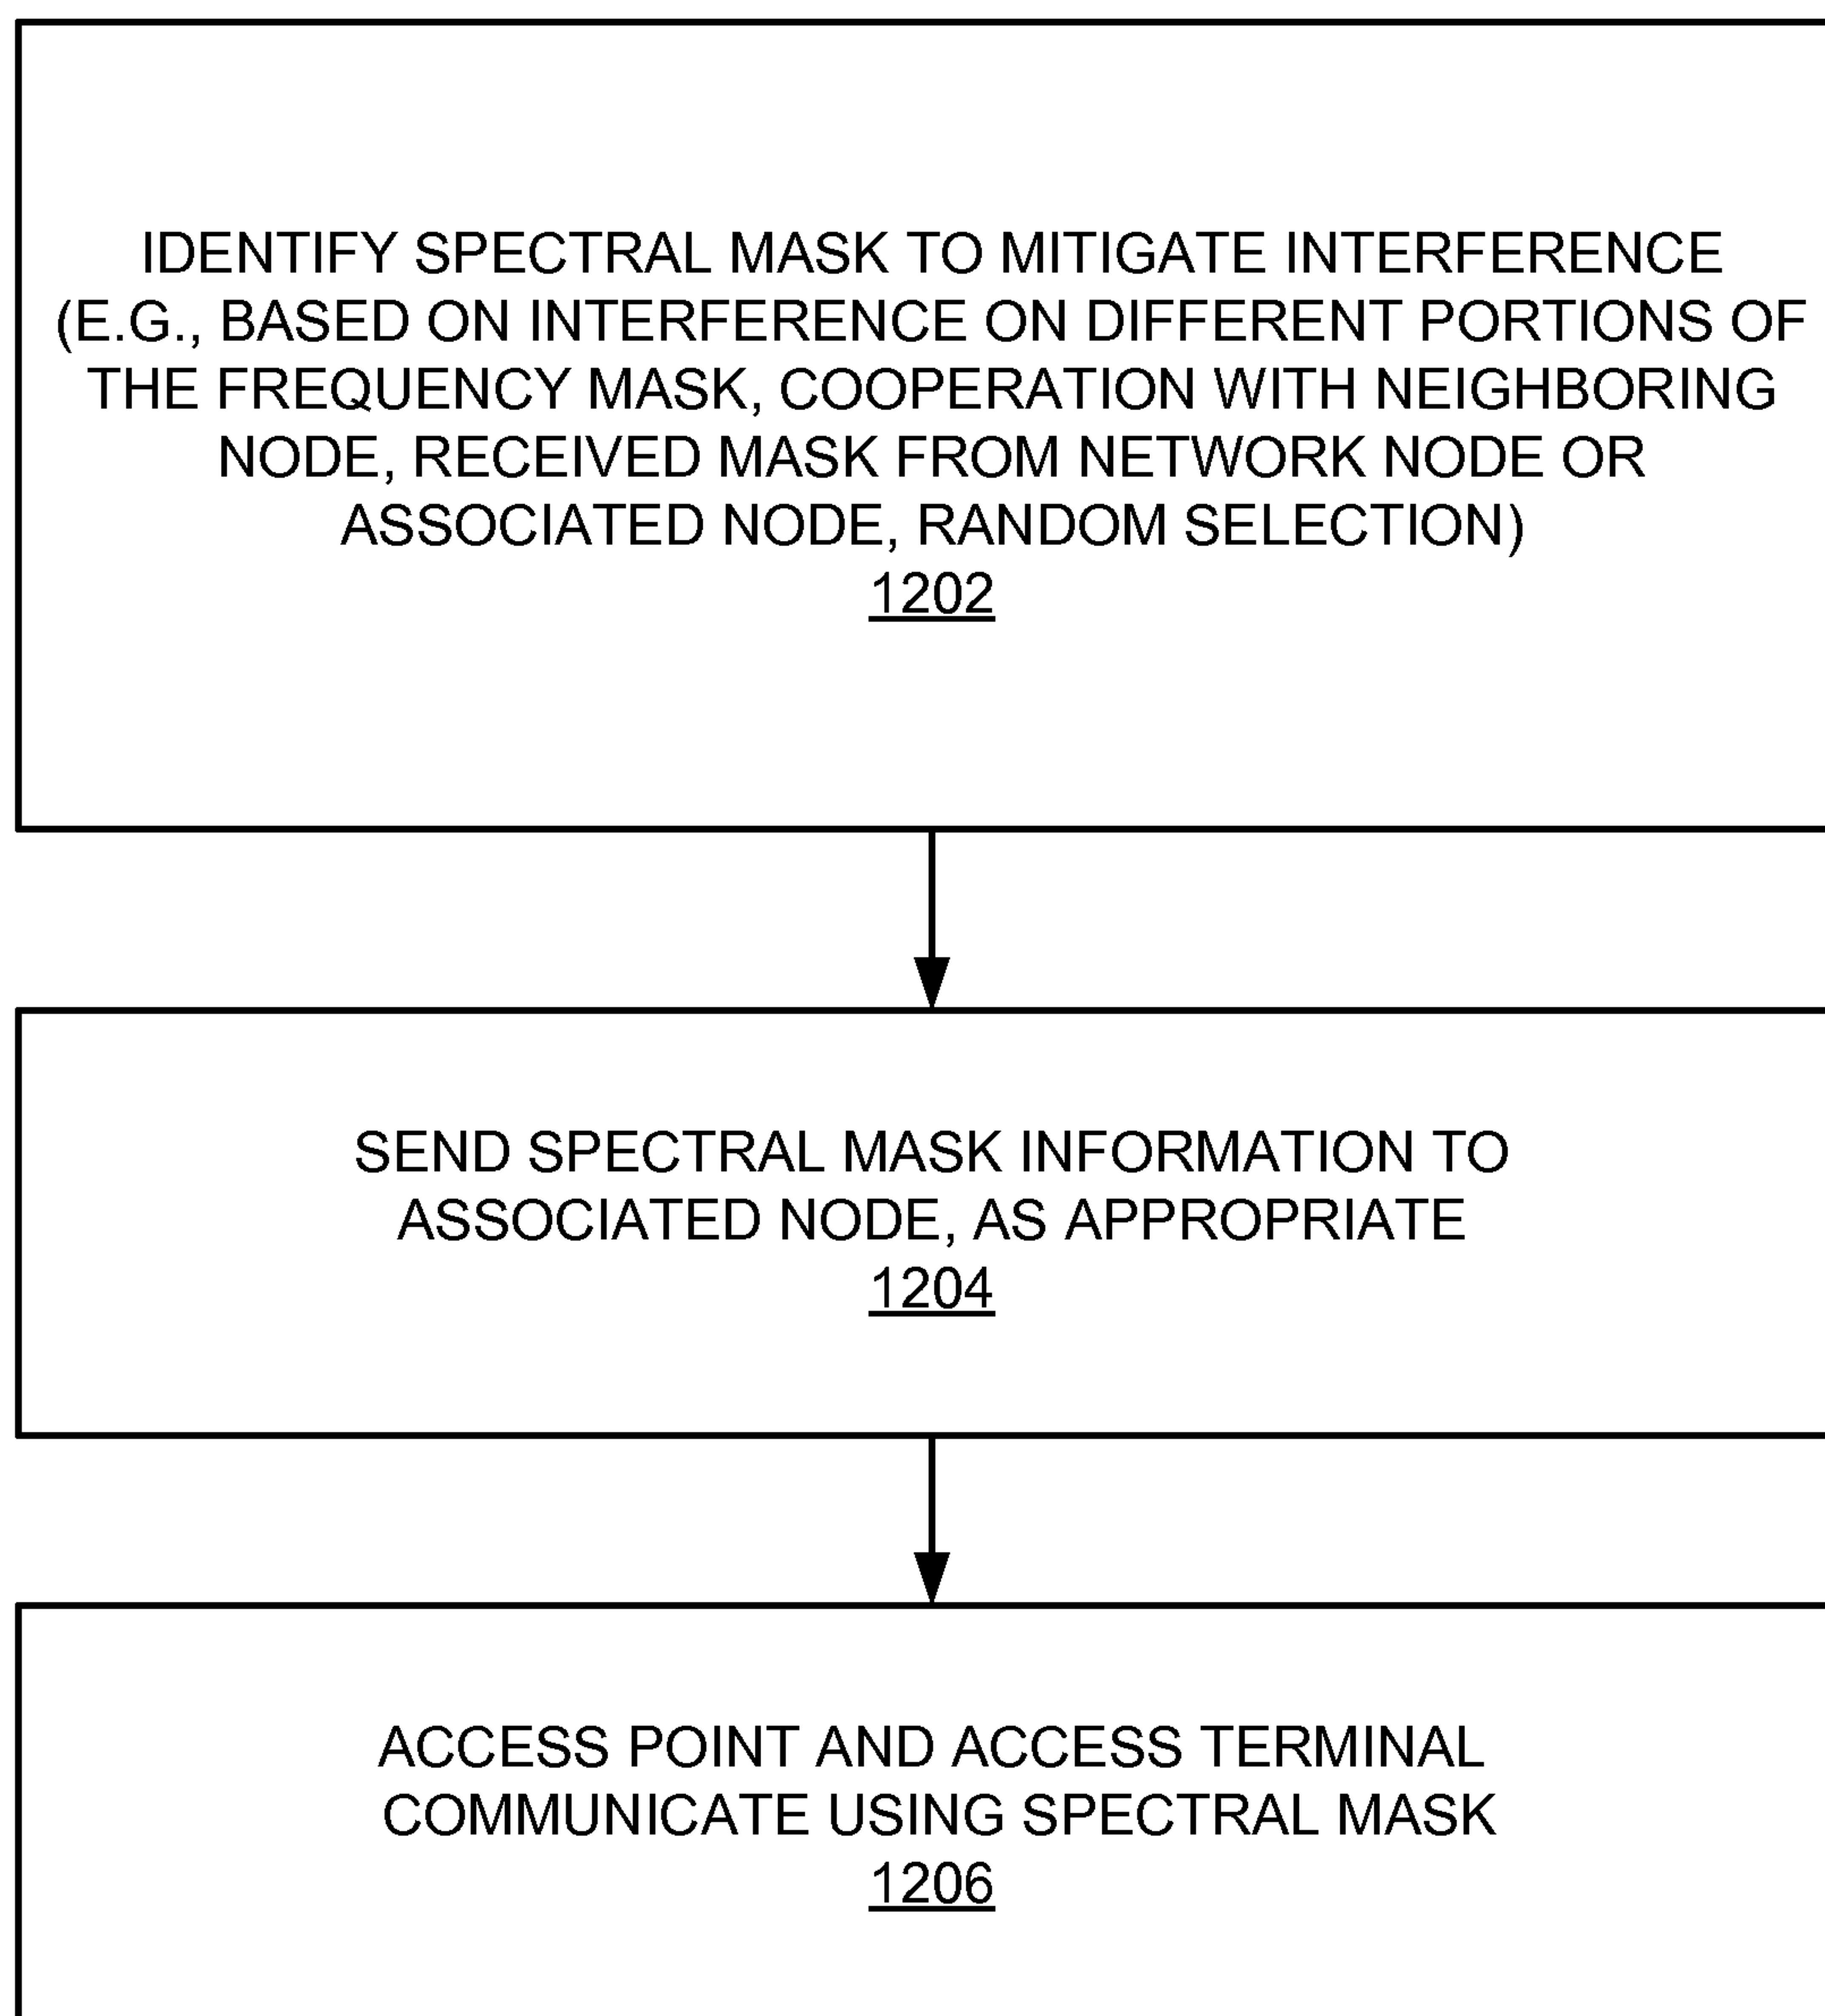 IDENTIFY SPECTRAL MASK TO MITIGATE INTERFERENCE
(E.G., BASED ON INTERFERENCE ON DIFFERENT PORTIONS OF
THE FREQUENCY MASK, COOPERATION WITH NEIGHBORING
NODE, RECEIVED MASK FROM NETWORK NODE OR
ASSOCIATED NODE, RANDOM SELECTION)
1202
SEND SPECTRAL MASK INFORMATION TO
ASSOCIATED NODE, AS APPROPRIATE
1204
ACCESS POINT AND ACCESS TERMINAL
COMMUNICATE USING SPECTRAL MASK
1206